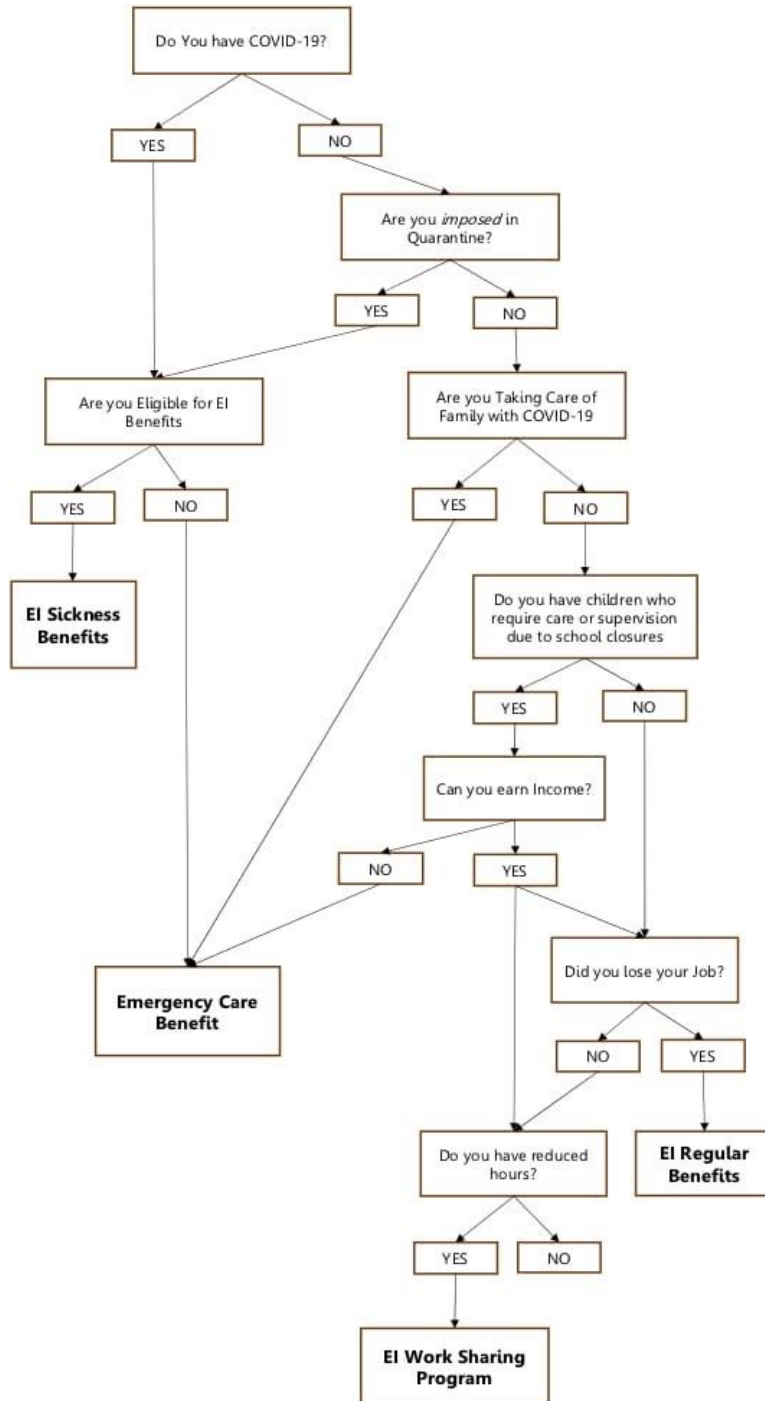 Do You have COVID-19?
YES
NO
Are you imposed in
Quarantine?
YES
NO
Are you Eligible for EI
Benefits
Are you Taking Care of
Family with COVID-19
YES
NO
YES
NO
EI Sickness
Benefits
Do you have children who
require care or supervision
due to school closures
YES
NO
Can you earn Income?
NO
YES
Emergency Care
Benefit
Did you lose your Job?
NO
YES
Do you have reduced
hours?
EI Regular
Benefits
YES
NO
EI Work Sharing
Program